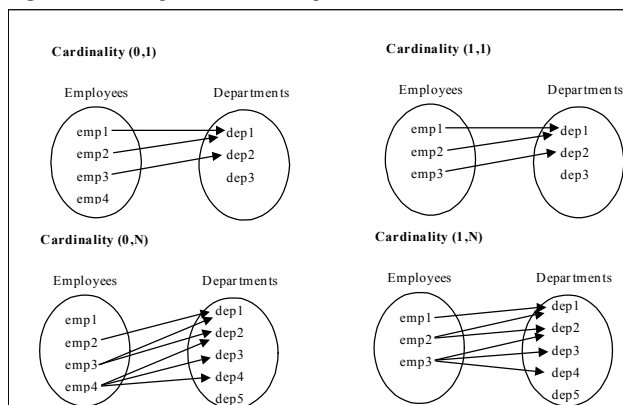 Cardinality (0,1)
Employees Departments
emp1
emp2
emp3
emp4
dep1
dep2
dep3
Cardinality (1,1)
Employees Departments
emp1
emp2
emp3
dep1
dep2
dep3
Cardinality (0,N)
Employees Departments
emp1
emp2
emp3
emp4
dep1
dep2
dep3
dep4
dep5
Cardinality (1,N)
Employees Departments
emp1
emp2
emp3
dep1
dep2
dep3
dep4
dep5